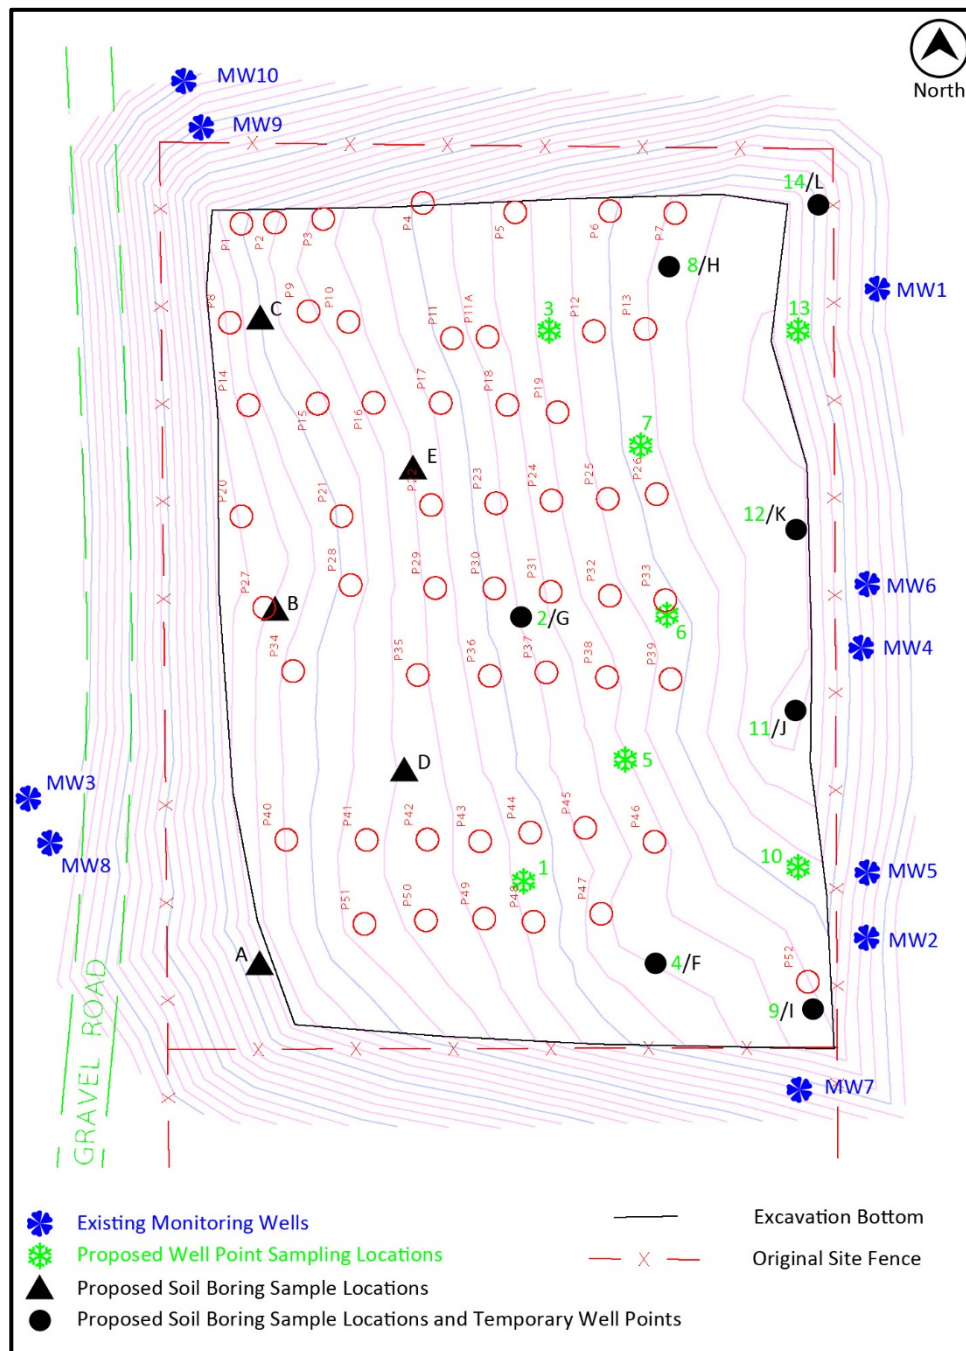 North
MW10
MW9
14/L
P1
P2
P3
P4
P5
P6
P7
8/H
MW1
P8
C
P9
P10
P11
P11A
3
P12
P13
13
P14
P15
P16
P17
P18
P19
7
E
P20
P21
P22
P23
P24
P25
P26
12/K
P27
B
P28
P29
P30
P31
P32
P33
MW6
2/G
6
MW4
P34
P35
P36
P37
P38
P39
11/J
D
5
MW3
MW8
P40
P41
P42
P43
P44
P45
P46
10
MW5
1
P51
P50
P49
P48
P47
MW2
A
4/F
P52
9/I
GRAVEL ROAD
MW7
Existing Monitoring Wells
Proposed Well Point Sampling Locations
Proposed Soil Boring Sample Locations
Proposed Soil Boring Sample Locations and Temporary Well Points
Excavation Bottom
X Original Site Fence